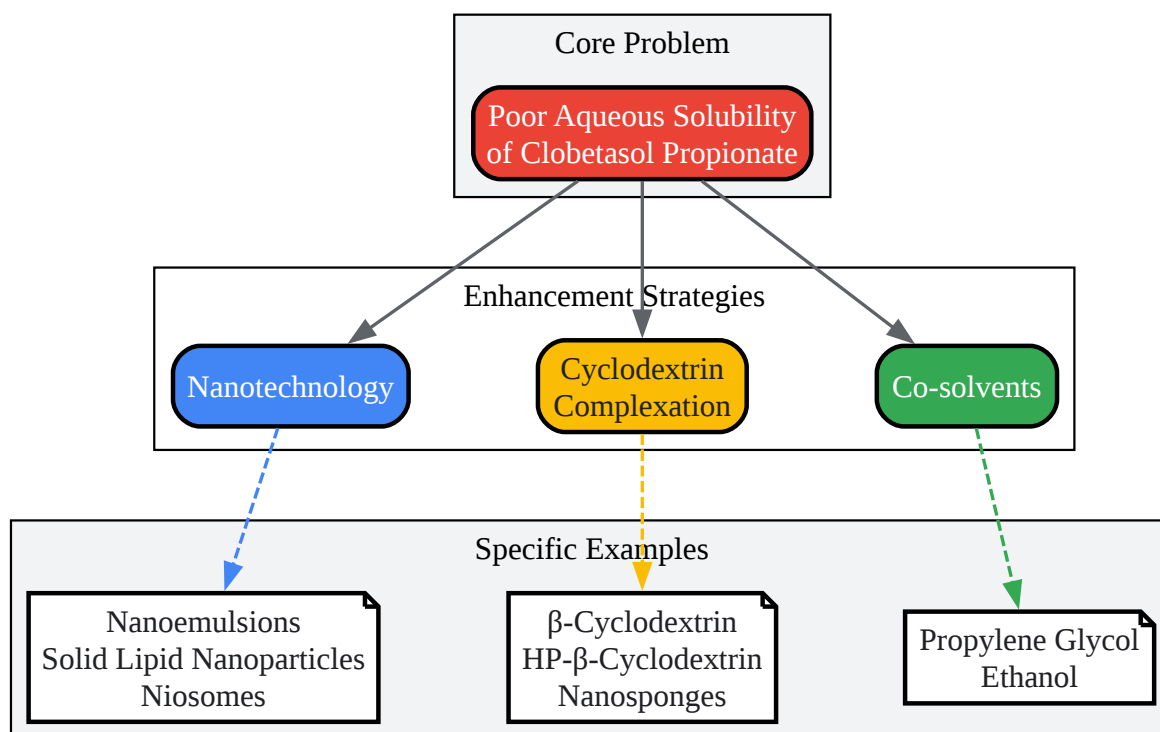 Core Problem
Poor Aqueous Solubility
of Clobetasol Propionate
Enhancement Strategies
Nanotechnology
Cyclodextrin
Complexation
Co-solvents
Specific Examples
Nanoemulsions
Solid Lipid Nanoparticles
Niosomes
β-Cyclodextrin
HP-β-Cyclodextrin
Nanosponges
Propylene Glycol
Ethanol